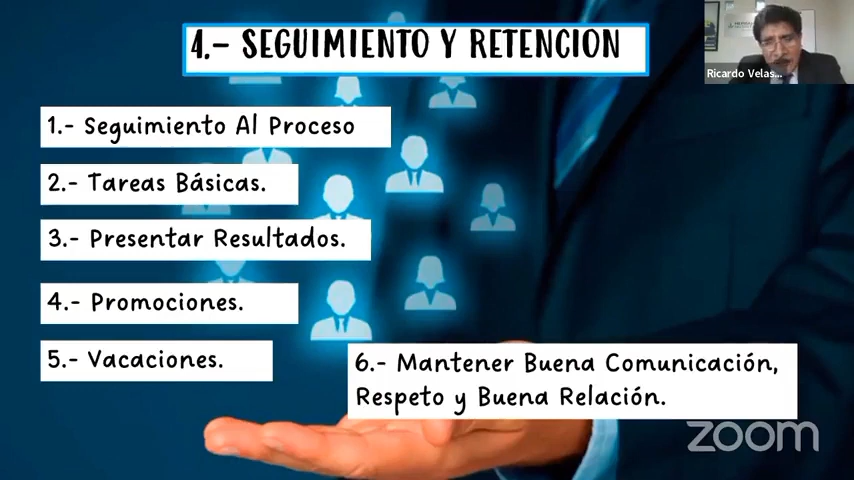 4.- SEGUIMIENTO Y RETENCION
Ricardo Velas...
1.- Seguimiento Al Proceso
2.- Tareas Básicas.
3.- Presentar Resultados.
4.- Promociones.
5.- Vacaciones.
6.- Mantener Buena Comunicación,
Respeto y Buena Relación.
zoom